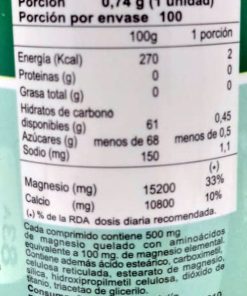 Porción 0,74 g (1 unidad)
Porción por envase 100
100g 1 porción
Energía (Kcal) 270 2
Proteinas (g) 0 0
Grasa total (g) 0 0
Hidratos de carbono
disponibles (g) 61 0,45
Azúcares (g) menos de 68 menos de 0,5
Sodio (mg) 150 1,1
(*)
Magnesio (mg) 15200 33%
Calcio (mg) 10800 10%
(*) % de la RDA dosis diaria recomendada.
Cada comprimido contiene 500 mg
de magnesio quelado con aminoácidos
equivalente a 100 mg. de magnesio elemental.
Contiene además ácido esteárico, carboximetil
celulosa reticulada, estearato de magnesio,
silica, hidroxipropilmetil celulosa, dióxido de
titanio, triacetato de glicerilo.